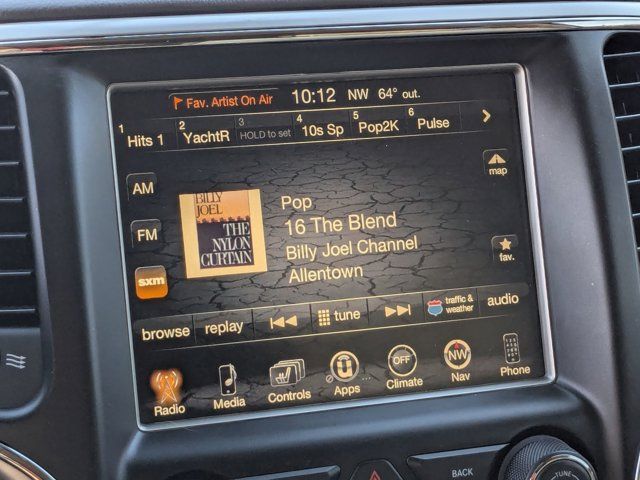 Fav. Artist On Air 10:12 NW 64° out.
1 Hits 1 2 YachtR 3 HOLD to set 4 10s Sp 5 Pop2K 6 Pulse >
AM
FM
sxm
BILLY JOEL
THE NYLON CURTAIN
Pop
16 The Blend
Billy Joel Channel
Allentown
map
fav.
browse replay tune traffic & weather audio
Radio Media Controls Apps OFF Climate NW Nav Phone
BACK
TUNE